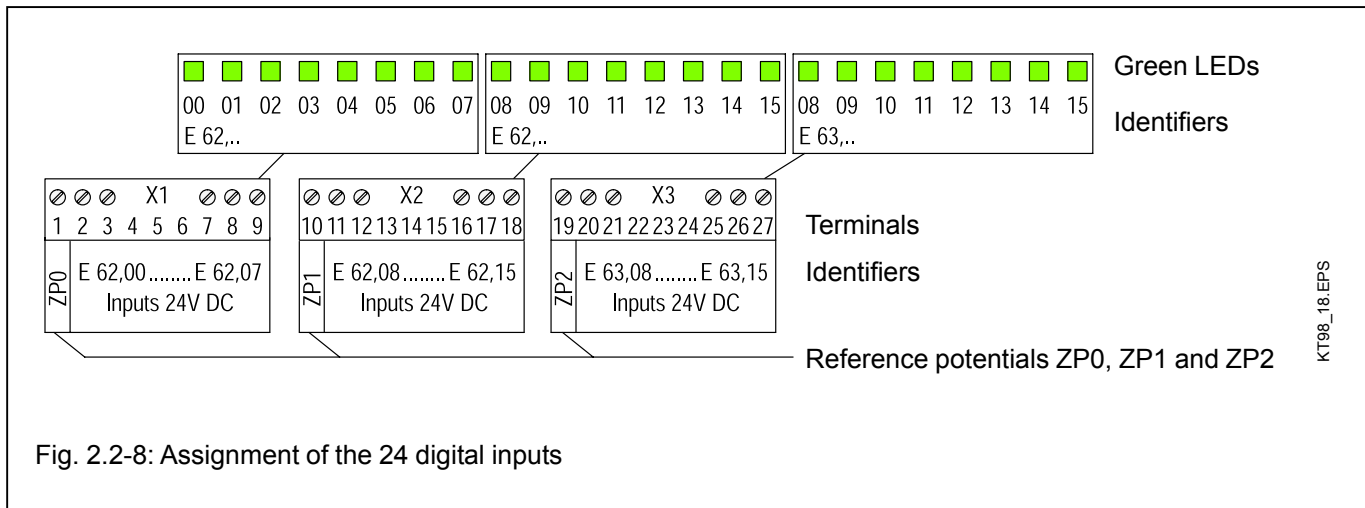 Green LEDs
00 01 02 03 04 05 06 07 08 09 10 11 12 13 14 15 08 09 10 11 12 13 14 15
Identifiers
E 62,.. E 62,.. E 63,..
X1 X2 X3
1 2 3 4 5 6 7 8 9 10 11 12 13 14 15 16 17 18 19 20 21 22 23 24 25 26 27
Terminals
ZP0 E 62,00........E 62,07 ZP1 E 62,08........E 62,15 ZP2 E 63,08........E 63,15
Identifiers
Inputs 24V DC Inputs 24V DC Inputs 24V DC
Reference potentials ZP0, ZP1 and ZP2
KT98_18.EPS
Fig. 2.2-8: Assignment of the 24 digital inputs